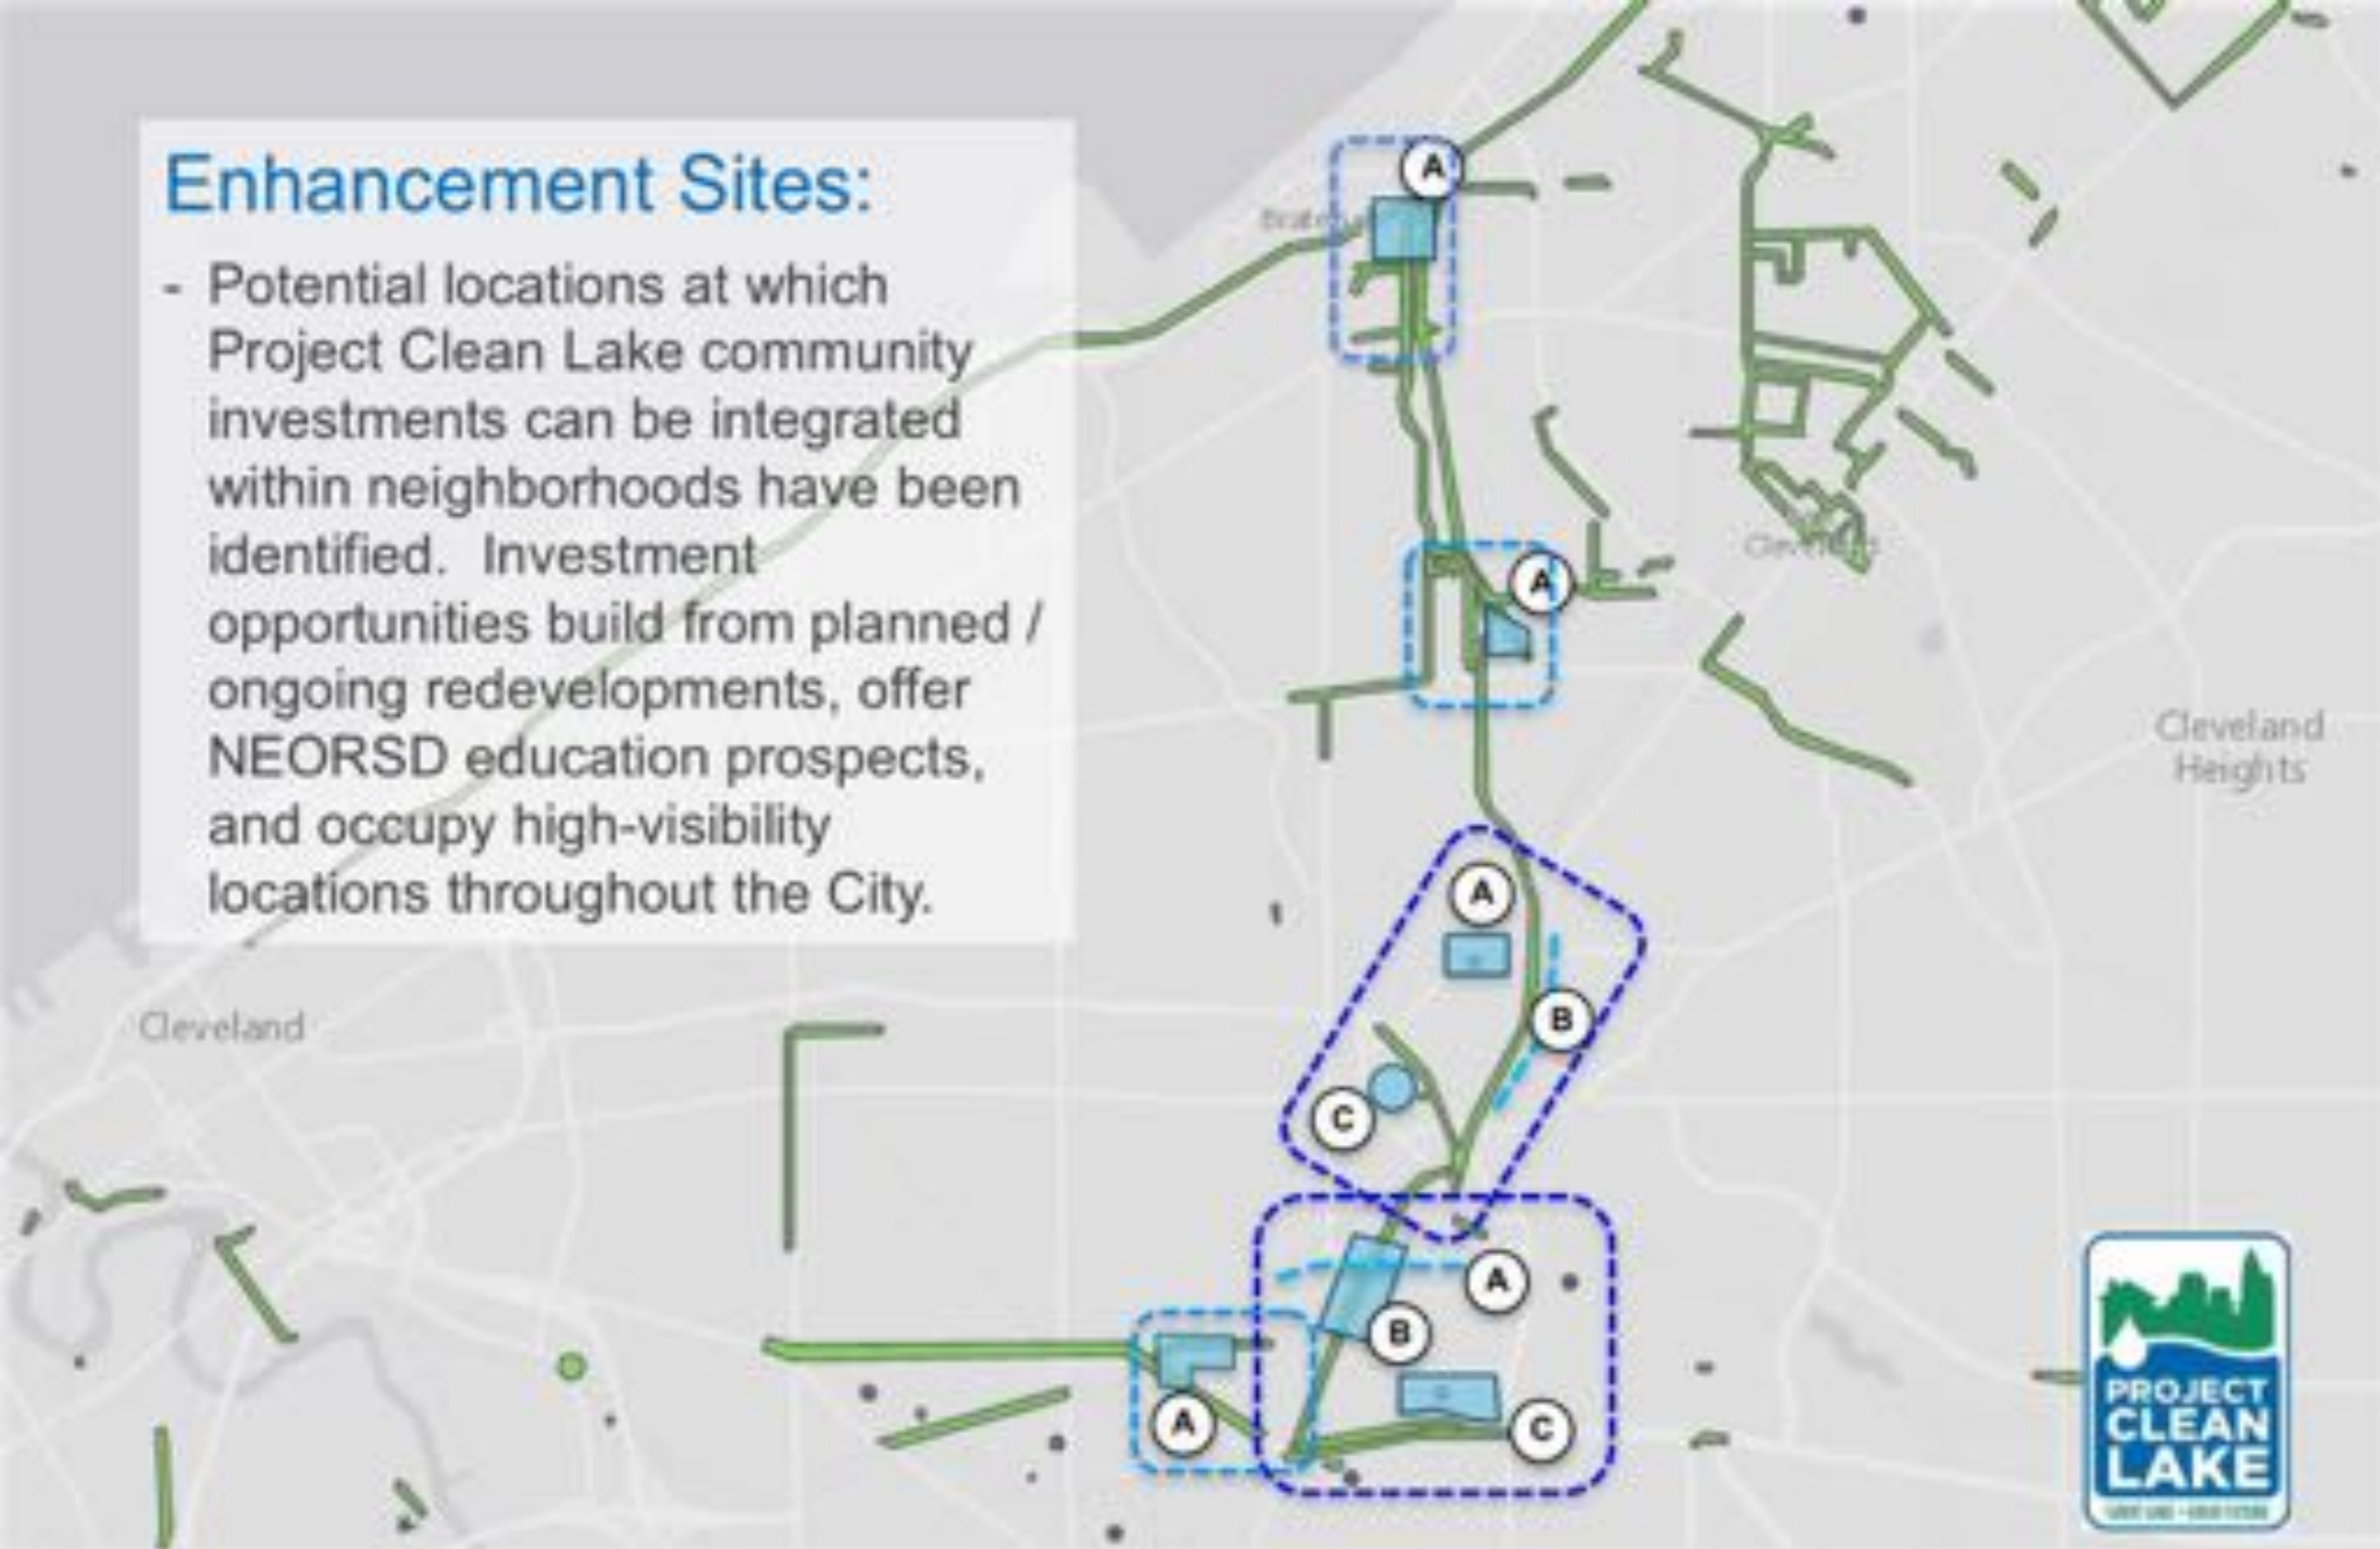 Enhancement Sites:
- Potential locations at which
Project Clean Lake community
investments can be integrated
within neighborhoods have been
identified.  Investment
opportunities build from planned /
ongoing redevelopments, offer
NEORSD education prospects,
and occupy high-visibility
locations throughout the City.
A
A
Cleveland
Heights
A
B
C
Cleveland
A
B
A
C
PROJECT
CLEAN
LAKE